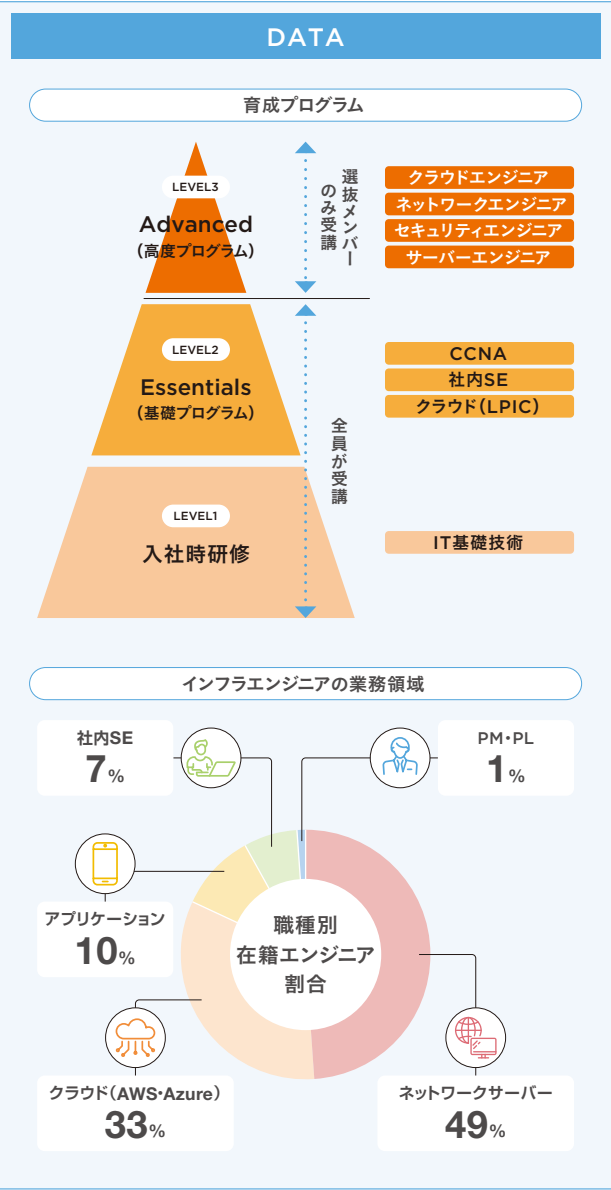 DATA
育成プログラム
LEVEL3
Advanced
(高度プログラム)
選抜メンバー
のみ受講
クラウドエンジニア
ネットワークエンジニア
セキュリティエンジニア
サーバーエンジニア
LEVEL2
Essentials
(基礎プログラム)
CCNA
社内SE
クラウド(LPIC)
全員が受講
LEVEL1
入社時研修
IT基礎技術
インフラエンジニアの業務領域
社内SE
7%
PM・PL
1%
アプリケーション
10%
職種別
在籍エンジニア
割合
クラウド(AWS・Azure)
33%
ネットワークサーバー
49%